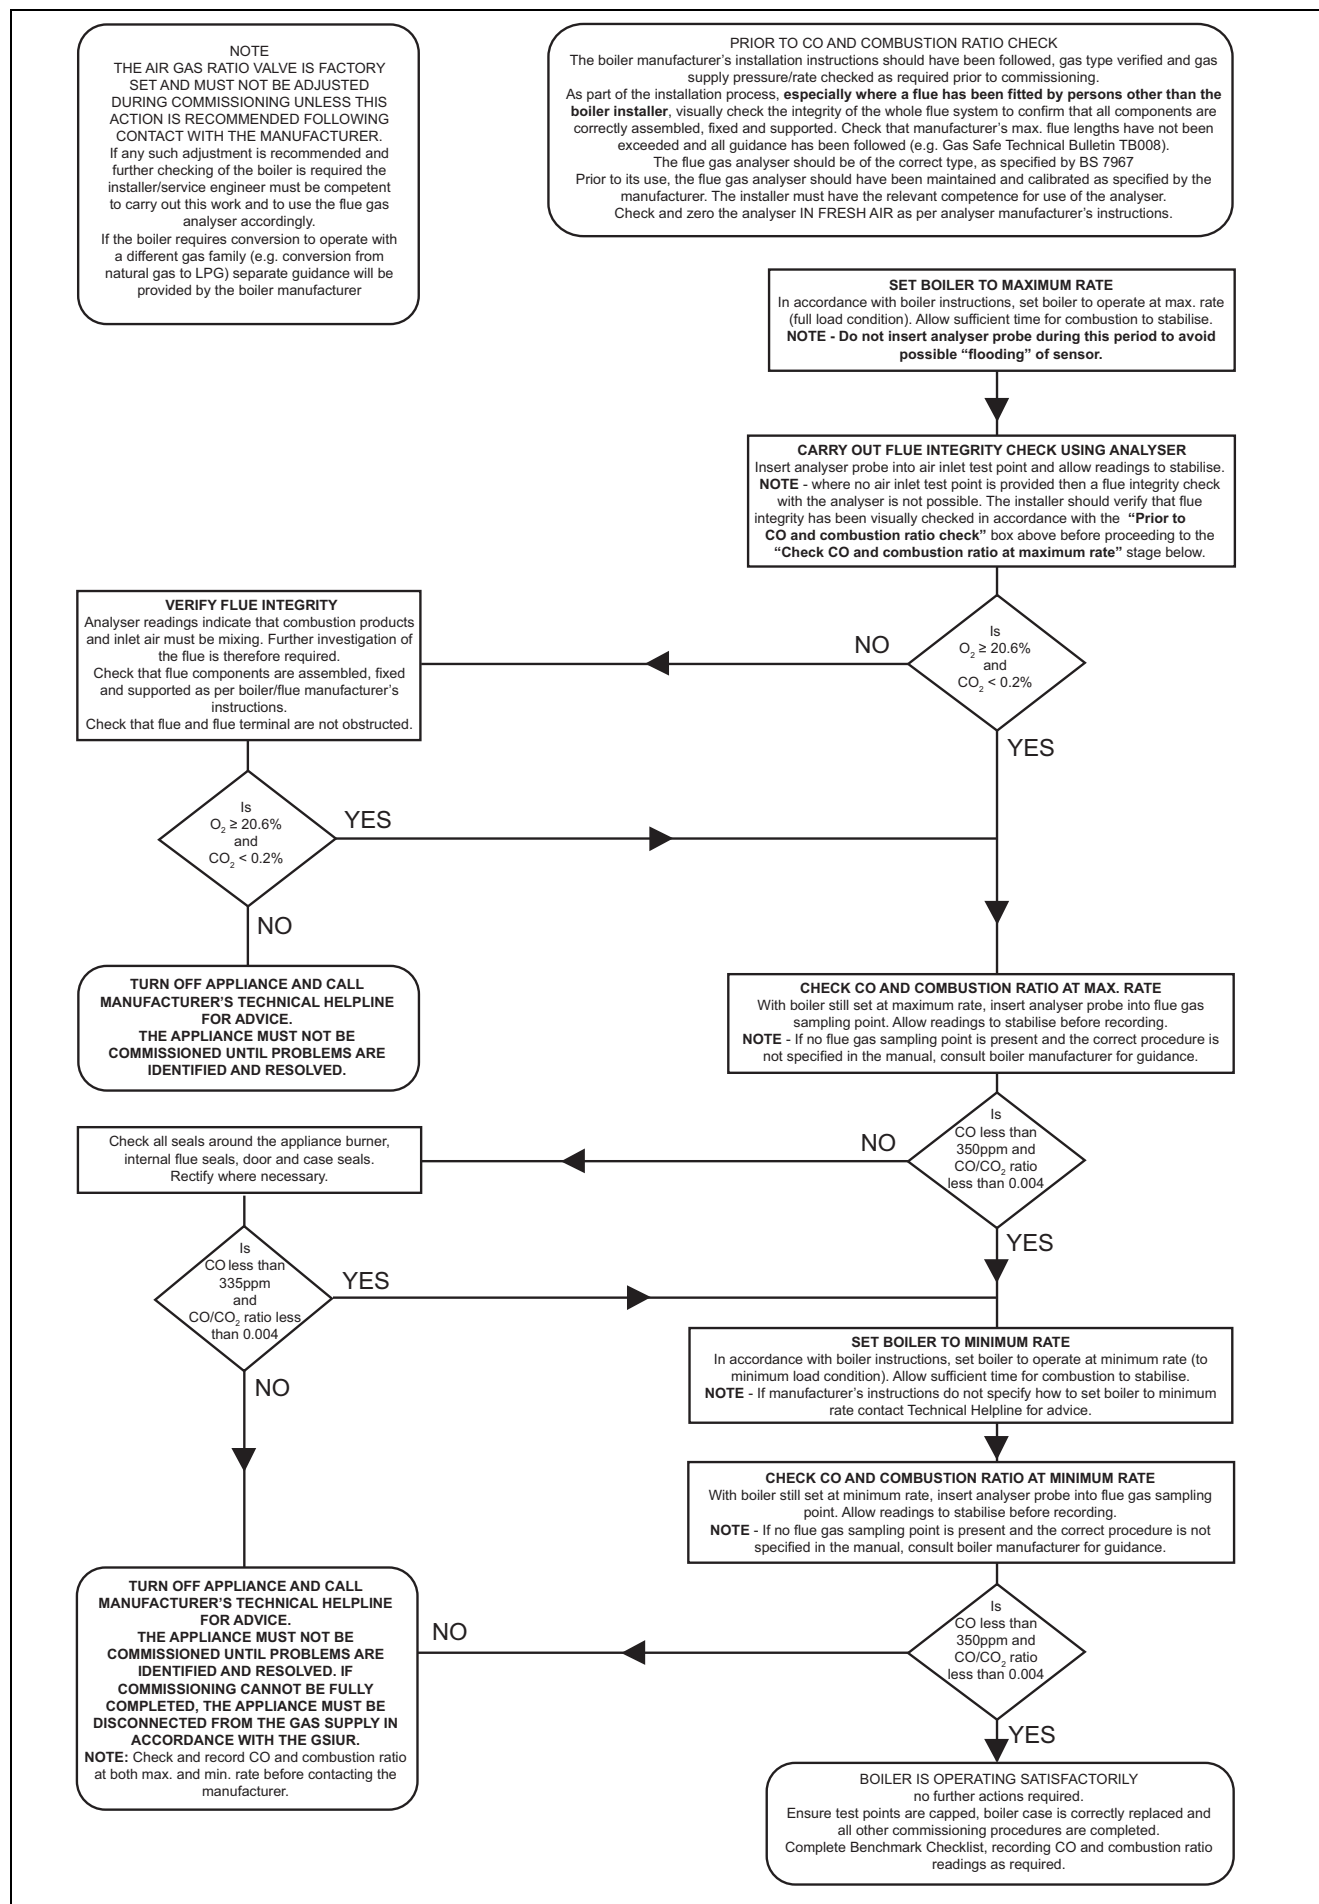 NOTE
THE AIR GAS RATIO VALVE IS FACTORY
SET AND MUST NOT BE ADJUSTED
DURING COMMISSIONING UNLESS THIS
ACTION IS RECOMMENDED FOLLOWING
CONTACT WITH THE MANUFACTURER.
If any such adjustment is recommended and
further checking of the boiler is required the
installer/service engineer must be competent
to carry out this work and to use the flue gas
analyser accordingly.
If the boiler requires conversion to operate with
a different gas family (e.g. conversion from
natural gas to LPG) separate guidance will be
provided by the boiler manufacturer
PRIOR TO CO AND COMBUSTION RATIO CHECK
The boiler manufacturer's installation instructions should have been followed, gas type verified and gas
supply pressure/rate checked as required prior to commissioning.
As part of the installation process, especially where a flue has been fitted by persons other than the
boiler installer, visually check the integrity of the whole flue system to confirm that all components are
correctly assembled, fixed and supported. Check that manufacturer's max. flue lengths have not been
exceeded and all guidance has been followed (e.g. Gas Safe Technical Bulletin TB008).
The flue gas analyser should be of the correct type, as specified by BS 7967
Prior to its use, the flue gas analyser should have been maintained and calibrated as specified by the
manufacturer. The installer must have the relevant competence for use of the analyser.
Check and zero the analyser IN FRESH AIR as per analyser manufacturer's instructions.
SET BOILER TO MAXIMUM RATE
In accordance with boiler instructions, set boiler to operate at max. rate
(full load condition). Allow sufficient time for combustion to stabilise.
NOTE - Do not insert analyser probe during this period to avoid
possible “flooding” of sensor.
CARRY OUT FLUE INTEGRITY CHECK USING ANALYSER
Insert analyser probe into air inlet test point and allow readings to stabilise.
NOTE - where no air inlet test point is provided then a flue integrity check
with the analyser is not possible. The installer should verify that flue
integrity has been visually checked in accordance with the “Prior to
CO and combustion ratio check” box above before proceeding to the
“Check CO and combustion ratio at maximum rate” stage below.
Is
O₂ ≥ 20.6%
and
CO₂ < 0.2%
NO
YES
VERIFY FLUE INTEGRITY
Analyser readings indicate that combustion products
and inlet air must be mixing. Further investigation of
the flue is therefore required.
Check that flue components are assembled, fixed
and supported as per boiler/flue manufacturer's
instructions.
Check that flue and flue terminal are not obstructed.
Is
O₂ ≥ 20.6%
and
CO₂ < 0.2%
YES
NO
TURN OFF APPLIANCE AND CALL
MANUFACTURER'S TECHNICAL HELPLINE
FOR ADVICE.
THE APPLIANCE MUST NOT BE
COMMISSIONED UNTIL PROBLEMS ARE
IDENTIFIED AND RESOLVED.
CHECK CO AND COMBUSTION RATIO AT MAX. RATE
With boiler still set at maximum rate, insert analyser probe into flue gas
sampling point. Allow readings to stabilise before recording.
NOTE - If no flue gas sampling point is present and the correct procedure is
not specified in the manual, consult boiler manufacturer for guidance.
Is
CO less than
350ppm and
CO/CO₂ ratio
less than 0.004
NO
YES
Check all seals around the appliance burner,
internal flue seals, door and case seals.
Rectify where necessary.
Is
CO less than
335ppm
and
CO/CO₂ ratio less
than 0.004
YES
NO
SET BOILER TO MINIMUM RATE
In accordance with boiler instructions, set boiler to operate at minimum rate (to
minimum load condition). Allow sufficient time for combustion to stabilise.
NOTE - If manufacturer's instructions do not specify how to set boiler to minimum
rate contact Technical Helpline for advice.
CHECK CO AND COMBUSTION RATIO AT MINIMUM RATE
With boiler still set at minimum rate, insert analyser probe into flue gas sampling
point. Allow readings to stabilise before recording.
NOTE - If no flue gas sampling point is present and the correct procedure is not
specified in the manual, consult boiler manufacturer for guidance.
Is
CO less than
350ppm and
CO/CO₂ ratio
less than 0.004
NO
YES
TURN OFF APPLIANCE AND CALL
MANUFACTURER'S TECHNICAL HELPLINE
FOR ADVICE.
THE APPLIANCE MUST NOT BE
COMMISSIONED UNTIL PROBLEMS ARE
IDENTIFIED AND RESOLVED. IF
COMMISSIONING CANNOT BE FULLY
COMPLETED, THE APPLIANCE MUST BE
DISCONNECTED FROM THE GAS SUPPLY IN
ACCORDANCE WITH THE GSIUR.
NOTE: Check and record CO and combustion ratio
at both max. and min. rate before contacting the
manufacturer.
BOILER IS OPERATING SATISFACTORILY
no further actions required.
Ensure test points are capped, boiler case is correctly replaced and
all other commissioning procedures are completed.
Complete Benchmark Checklist, recording CO and combustion ratio
readings as required.